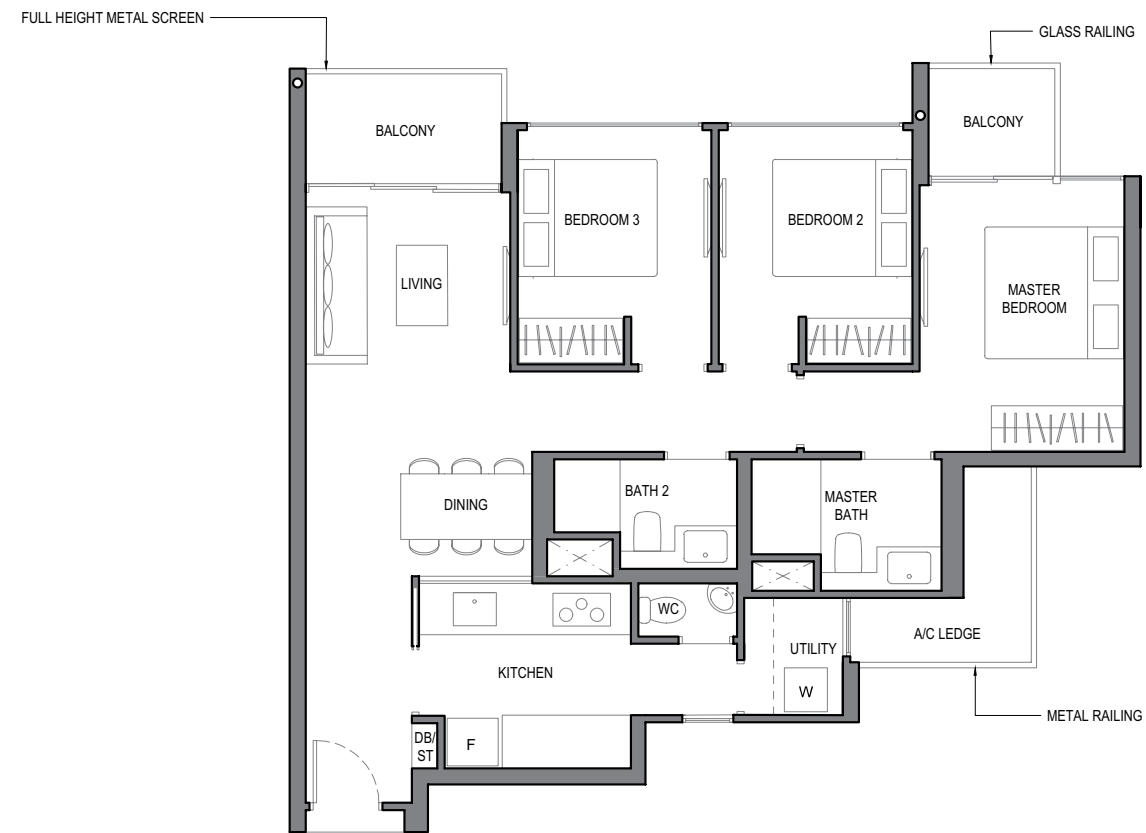 FULL HEIGHT METAL SCREEN
GLASS RAILING
BALCONY
BALCONY
BEDROOM 3
BEDROOM 2
LIVING
MASTER
BEDROOM
DINING
BATH 2
MASTER
BATH
WC
A/C LEDGE
UTILITY
KITCHEN
W
METAL RAILING
DB/
ST
F